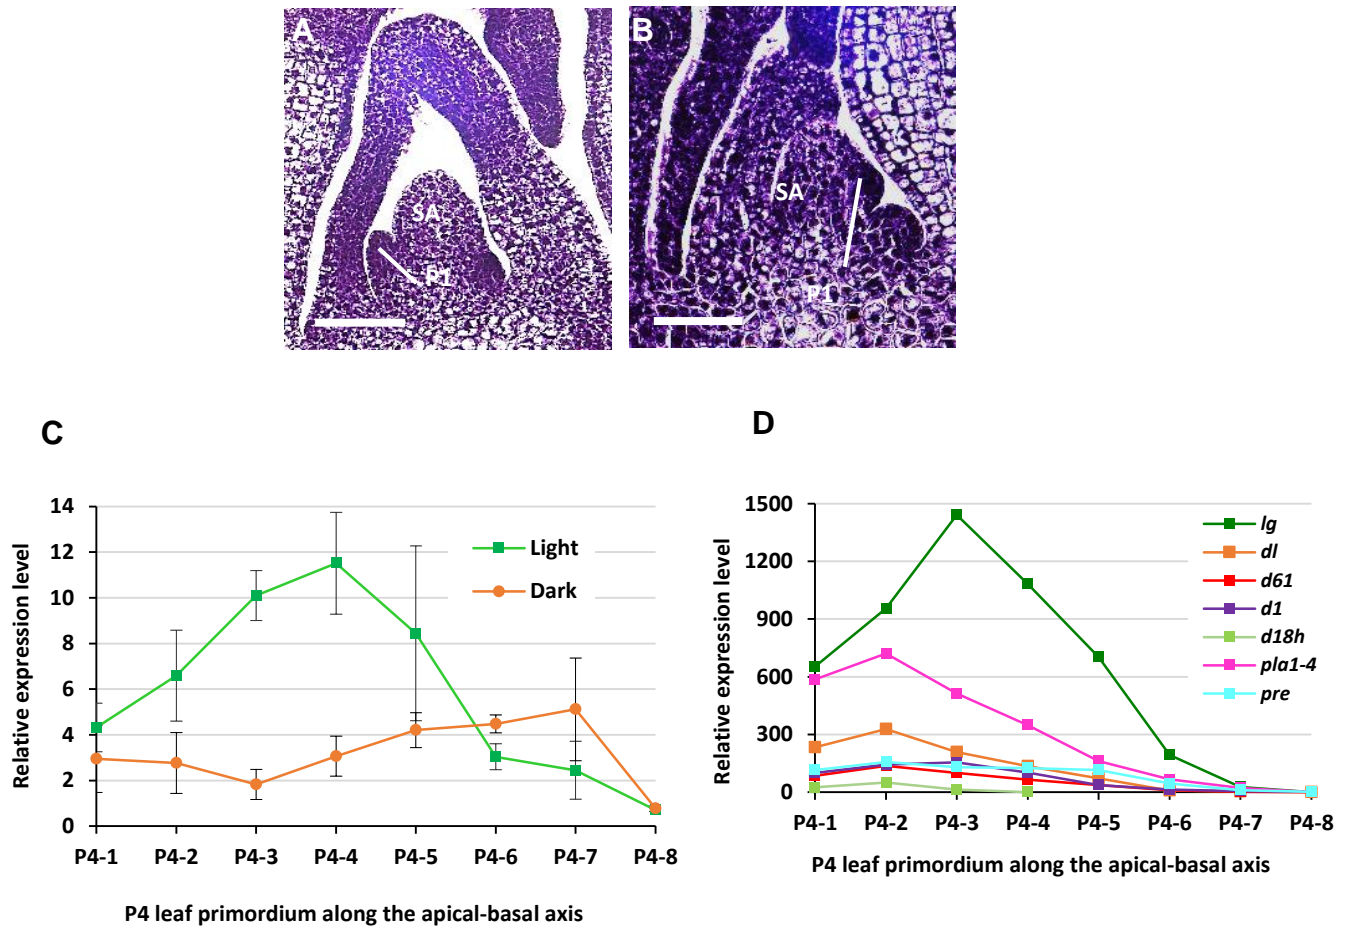 A
B
SA
P1
SA
P1
C
D
Relative expression level
14
12
10
8
6
4
2
0
Light
Dark
P4-1 P4-2 P4-3 P4-4 P4-5 P4-6 P4-7 P4-8
P4 leaf primordium along the apical-basal axis
Relative expression level
1500
1200
900
600
300
0
lg
dl
d61
d1
d18h
pla1-4
pre
P4-1 P4-2 P4-3 P4-4 P4-5 P4-6 P4-7 P4-8
P4 leaf primordium along the apical-basal axis